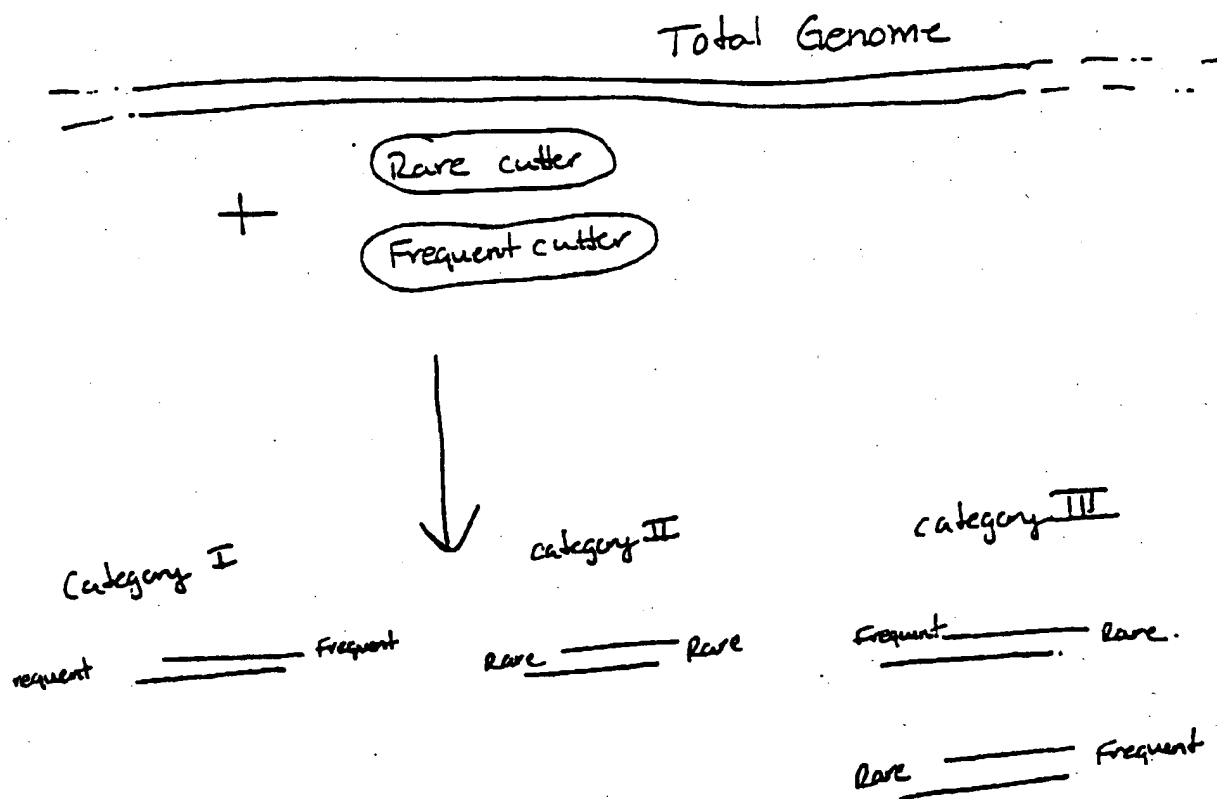 Total Genome
+
Rare cutter
Frequent cutter
Category I
category II
category III
requent
Frequent
Rare
Rare
Frequent
Rare.
Rare
Frequent